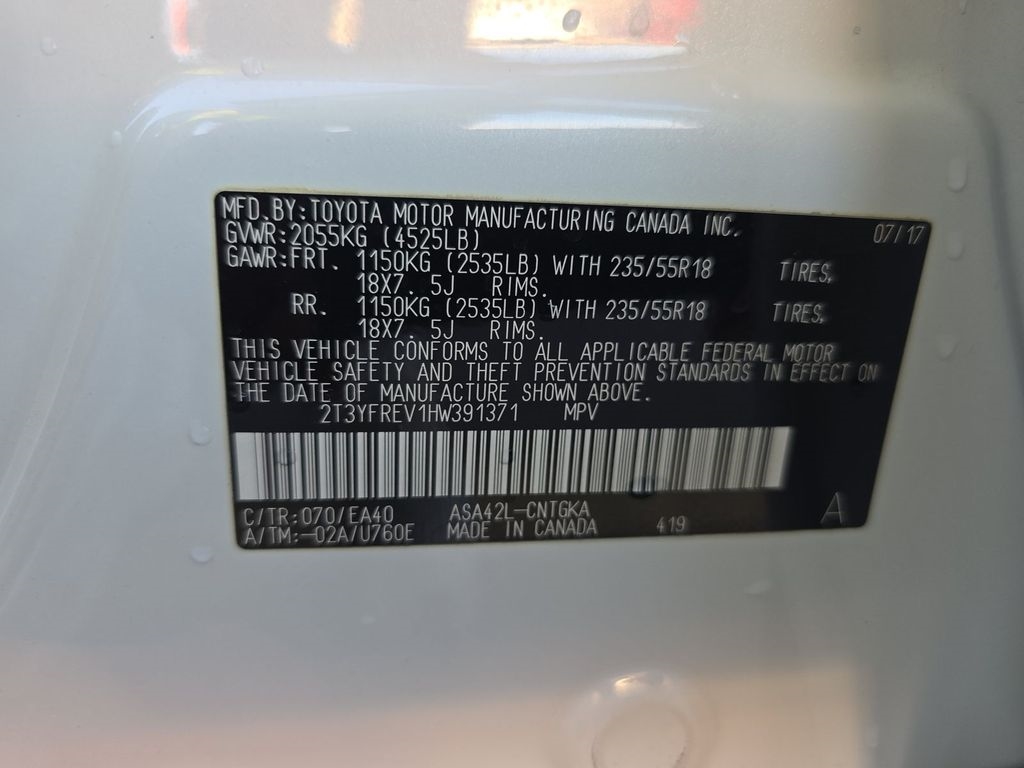 MFD.BY:TOYOTA MOTOR MANUFACTURING CANADA INC. 07/17
GVWR:2055KG (4525LB)
GAWR:FRT. 1150KG (2535LB) WITH 235/55R18 TIRES,
18X7. 5J RIMS.
RR. 1150KG (2535LB) WITH 235/55R18 TIRES,
18X7. 5J RIMS.
THIS VEHICLE CONFORMS TO ALL APPLICABLE FEDERAL MOTOR
VEHICLE SAFETY AND THEFT PREVENTION STANDARDS IN EFFECT ON
THE DATE OF MANUFACTURE SHOWN ABOVE.
2T3YFREV1HW391371 MPV
C/TR:070/EA40 ASA42L-CNTGKA 419 A
A/TM:-02A/U760E MADE IN CANADA